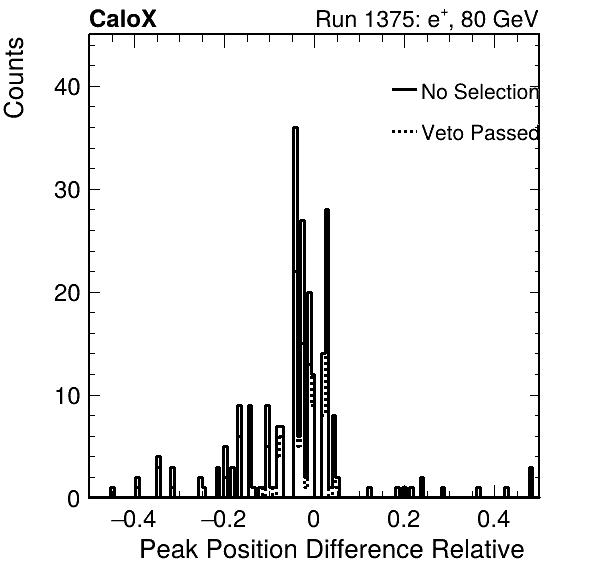 CaloX Run 1375: e⁺, 80 GeV
Counts
40
30
20
10
0
No Selection
Veto Passed
−0.4 −0.2 0 0.2 0.4
Peak Position Difference Relative